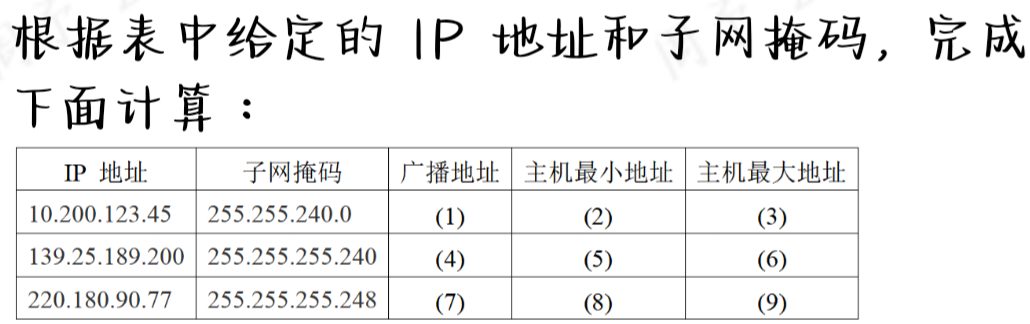 根据表中给定的 IP 地址和子网掩码, 完成
下面计算:
IP 地址 子网掩码 广播地址 主机最小地址 主机最大地址
10.200.123.45 255.255.240.0 (1) (2) (3)
139.25.189.200 255.255.255.240 (4) (5) (6)
220.180.90.77 255.255.255.248 (7) (8) (9)